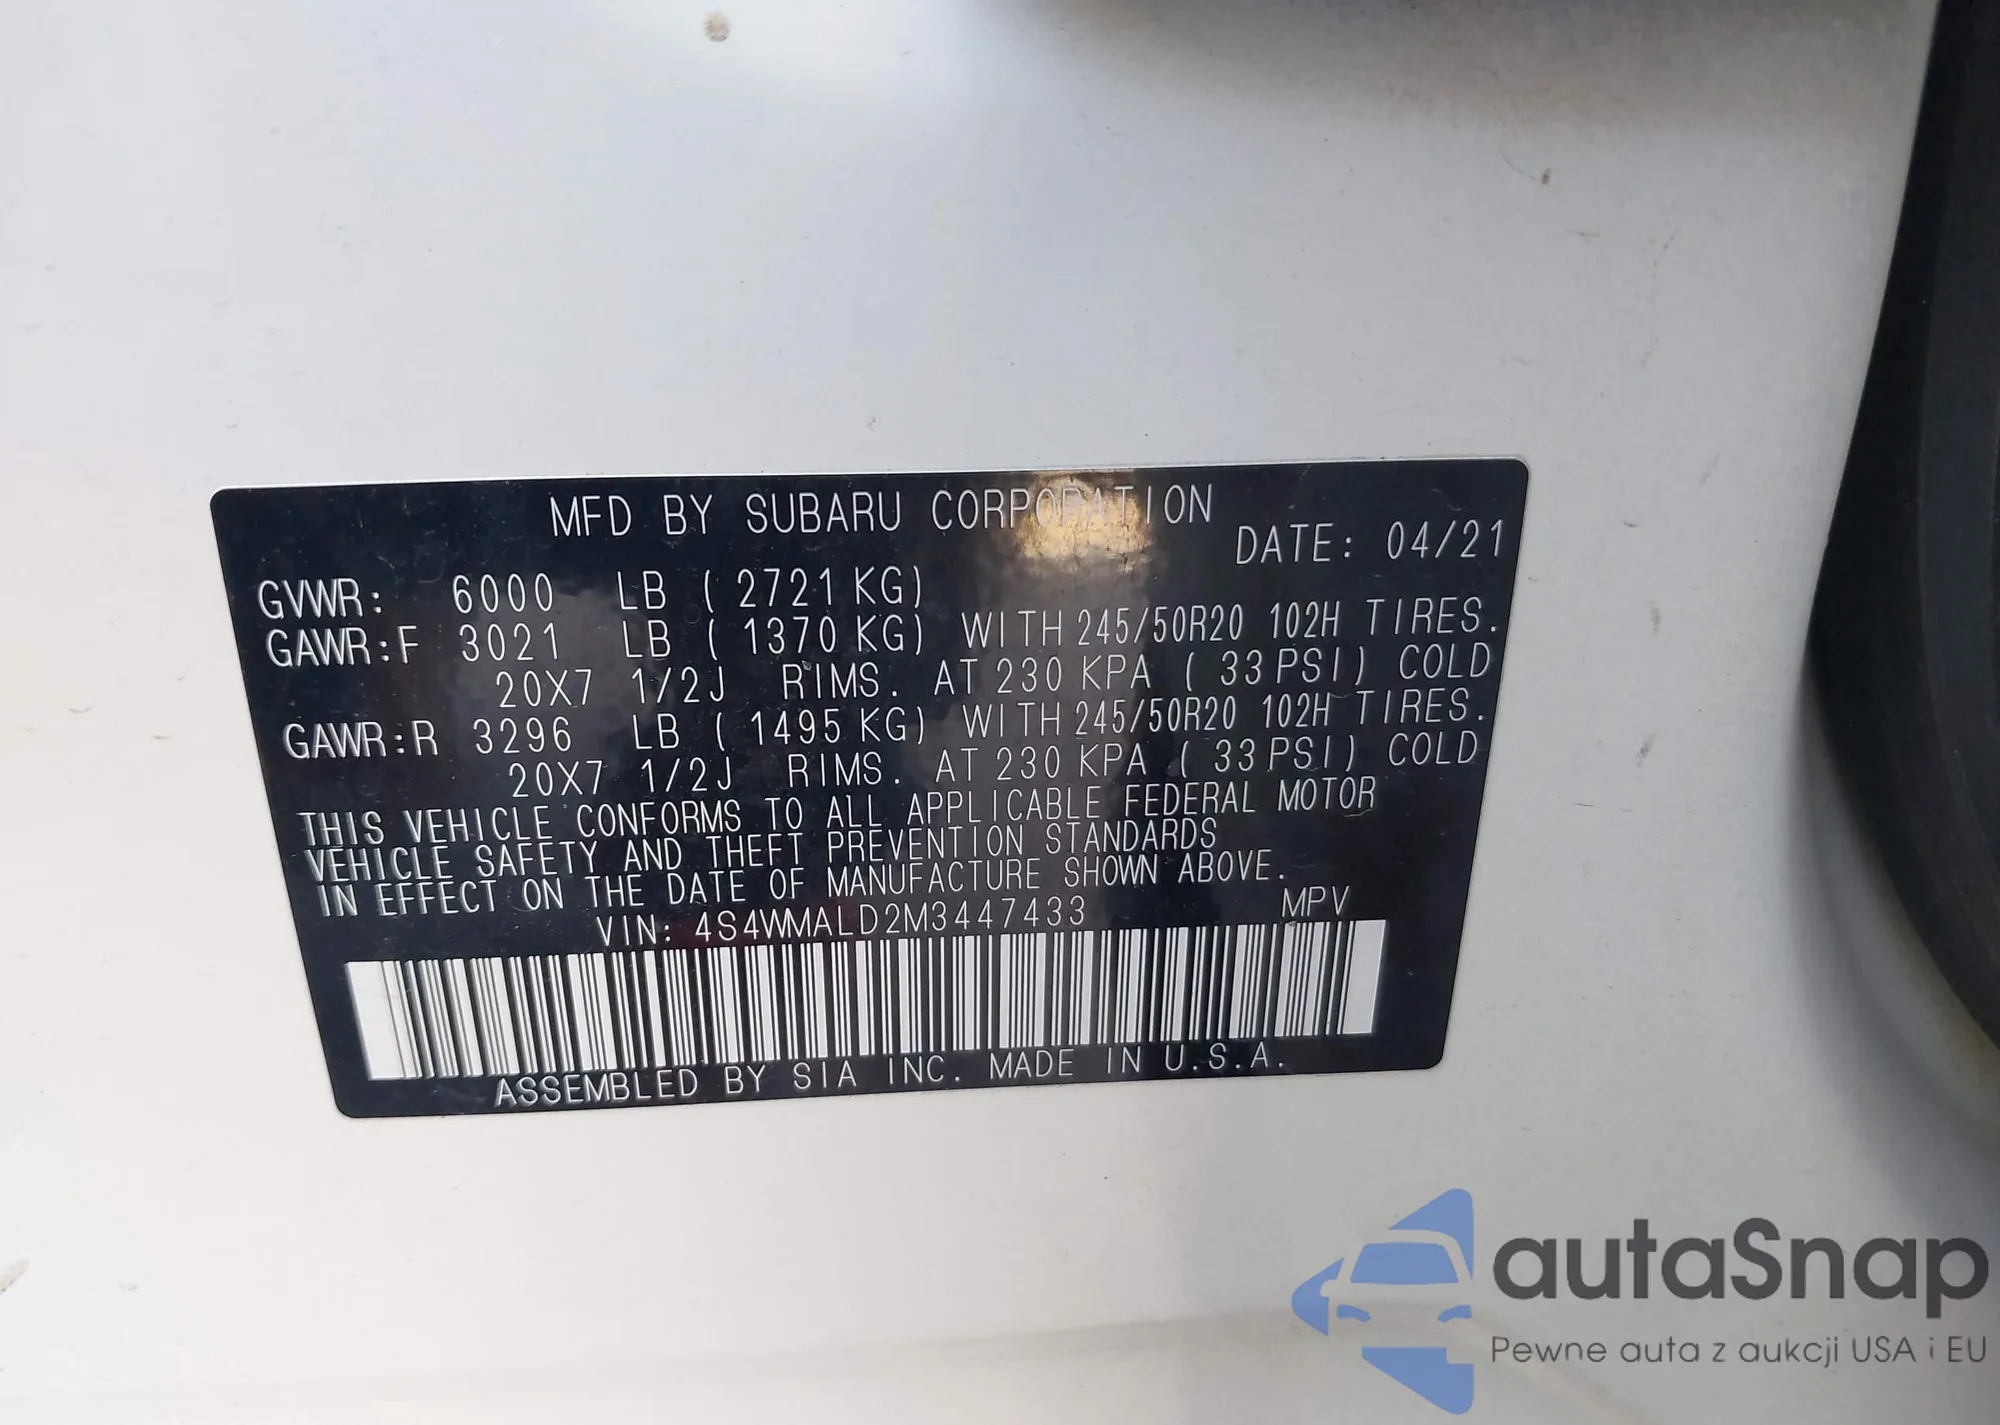 MFD BY SUBARU CORPORATION
DATE: 04/21
GVWR: 6000 LB ( 2721 KG)
GAWR:F 3021 LB ( 1370 KG) WITH 245/50R20 102H TIRES.
20X7 1/2J RIMS. AT 230 KPA ( 33 PSI) COLD
GAWR:R 3296 LB ( 1495 KG) WITH 245/50R20 102H TIRES.
20X7 1/2J RIMS. AT 230 KPA ( 33 PSI) COLD
THIS VEHICLE CONFORMS TO ALL APPLICABLE FEDERAL MOTOR
VEHICLE SAFETY AND THEFT PREVENTION STANDARDS
IN EFFECT ON THE DATE OF MANUFACTURE SHOWN ABOVE.
VIN: 4S4WMALD2M3447433 MPV
ASSEMBLED BY SIA INC. MADE IN U.S.A.
autaSnap
Pewne auta z aukcji USA i EU